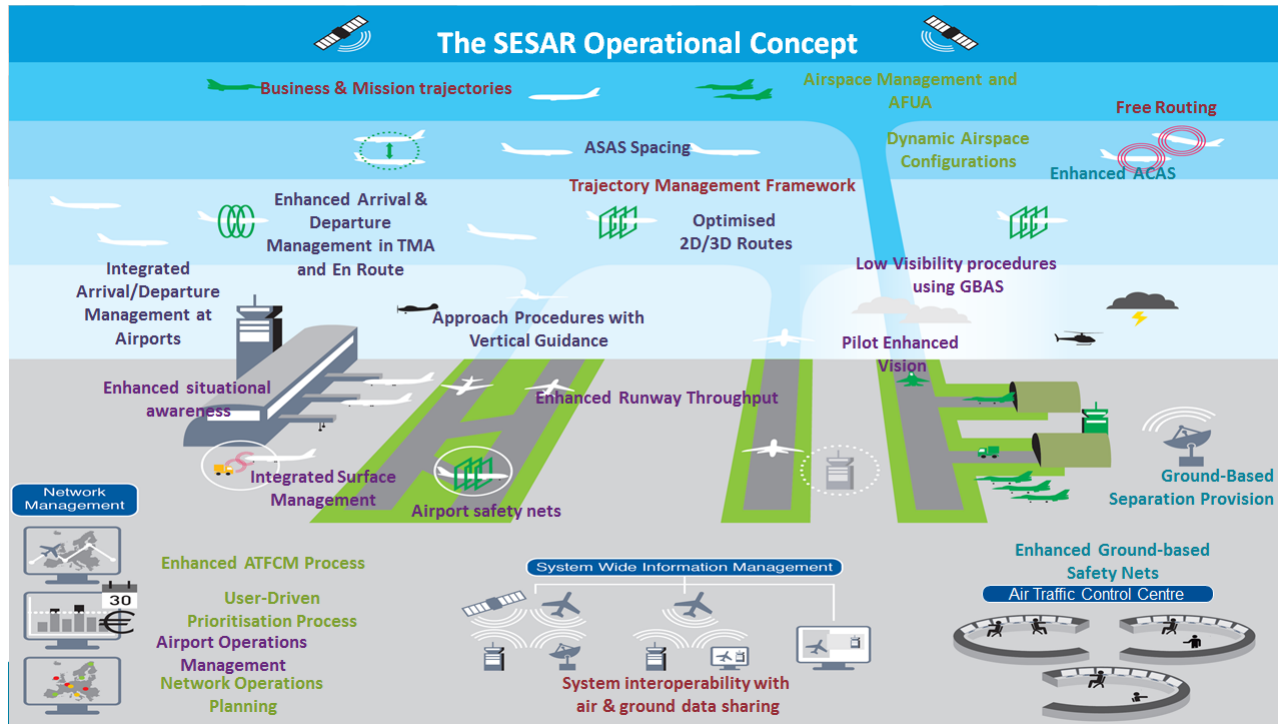 The SESAR Operational Concept
Business & Mission trajectories
Airspace Management and
AFUA
Free Routing
ASAS Spacing
Dynamic Airspace
Configurations
Enhanced ACAS
Trajectory Management Framework
Enhanced Arrival &
Departure
Management in TMA
and En Route
Optimised
2D/3D Routes
Integrated
Arrival/Departure
Management at
Airports
Low Visibility procedures
using GBAS
Approach Procedures with
Vertical Guidance
Pilot Enhanced
Vision
Enhanced situational
awareness
Enhanced Runway Throughput
Integrated Surface
Management
Airport safety nets
Ground-Based
Separation Provision
Network
Management
Enhanced ATFCM Process
30
€
User-Driven
Prioritisation Process
Airport Operations
Management
Network Operations
Planning
System Wide Information Management
System interoperability with
air & ground data sharing
Enhanced Ground-based
Safety Nets
Air Traffic Control Centre